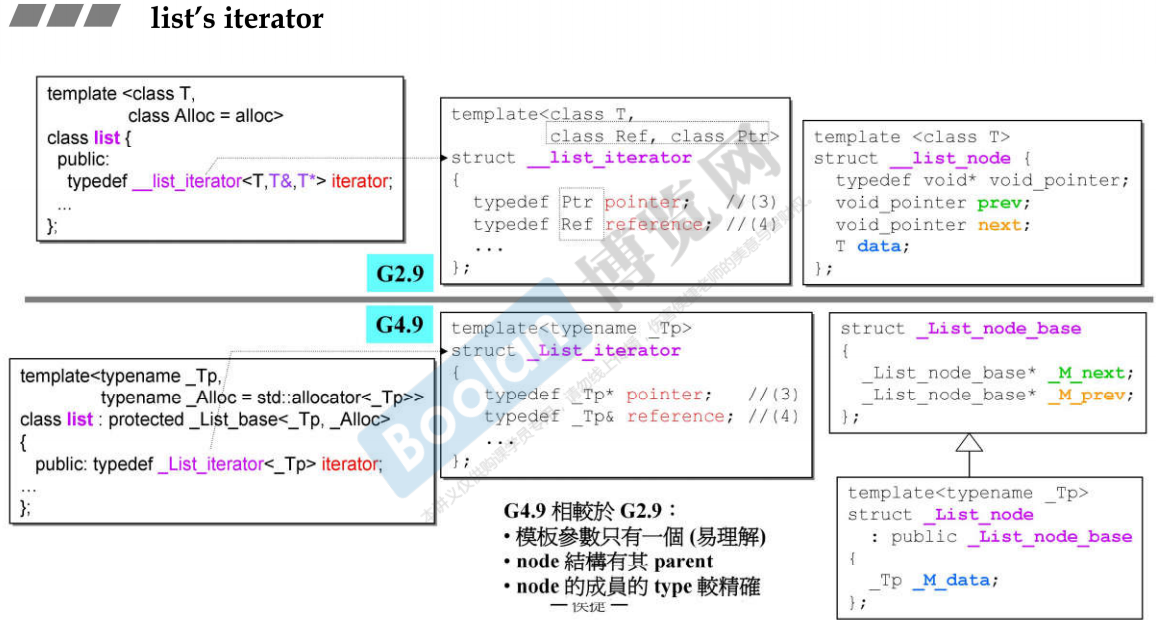 list's iterator
template <class T,
class Alloc = alloc>
class list {
public:
typedef __list_iterator<T,T&,T*> iterator;
...
};
template<class T,
class Ref, class Ptr>
struct __list_iterator
{
typedef Ptr pointer; //(3)
typedef Ref reference; //(4)
...
};
template <class T>
struct __list_node {
typedef void* void_pointer;
void_pointer prev;
void_pointer next;
T data;
};
G2.9
G4.9
template<typename _Tp,
typename _Alloc = std::allocator<_Tp>>
class list : protected _List_base<_Tp, _Alloc>
{
public: typedef _List_iterator<_Tp> iterator;
...
};
template<typename _Tp>
struct _List_iterator
{
typedef _Tp* pointer; //(3)
typedef _Tp& reference; //(4)
...
};
struct _List_node_base
{
_List_node_base* _M_next;
_List_node_base* _M_prev;
};
template<typename _Tp>
struct _List_node
: public _List_node_base
{
_Tp _M_data;
};
G4.9 相較於 G2.9：
• 模板參數只有一個 (易理解)
• node 結構有其 parent
• node 的成員的 type 較精確
— 侯捷 —
Boolan 博览网